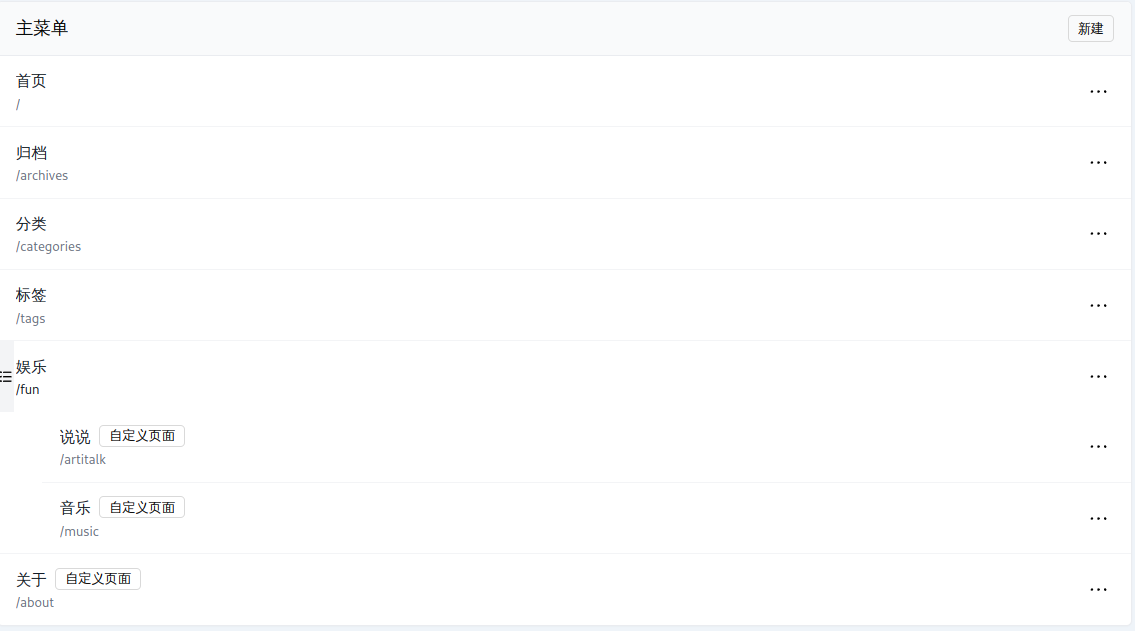 主菜单 新建
首页
/
归档
/archives
分类
/categories
标签
/tags
娱乐
/fun
说说 自定义页面
/artitalk
音乐 自定义页面
/music
关于 自定义页面
/about